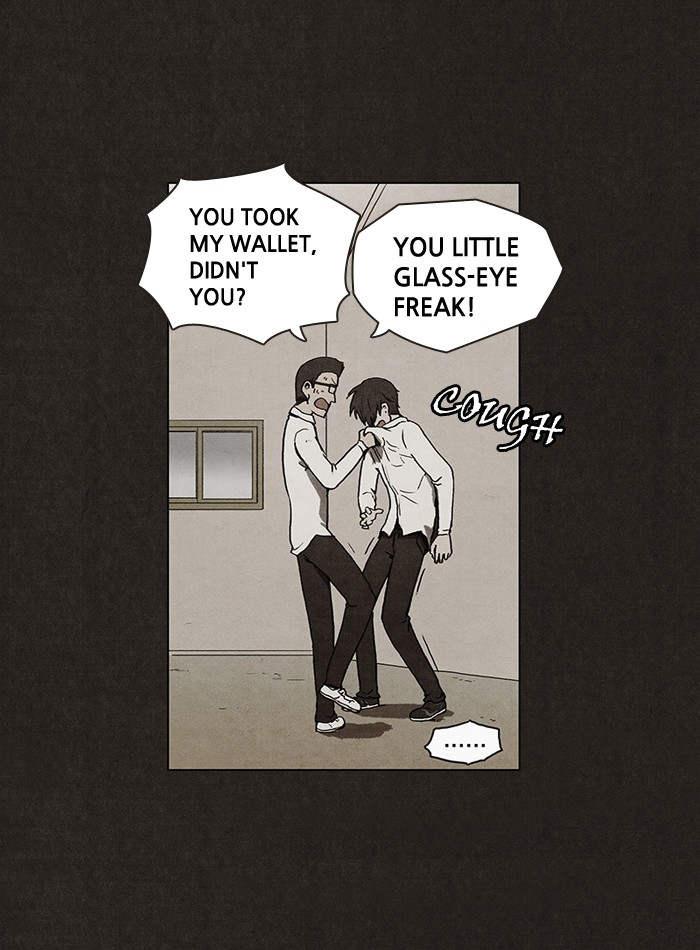 YOU TOOK
MY WALLET,
DIDN'T
YOU?
YOU LITTLE
GLASS-EYE
FREAK!
COUGH
......